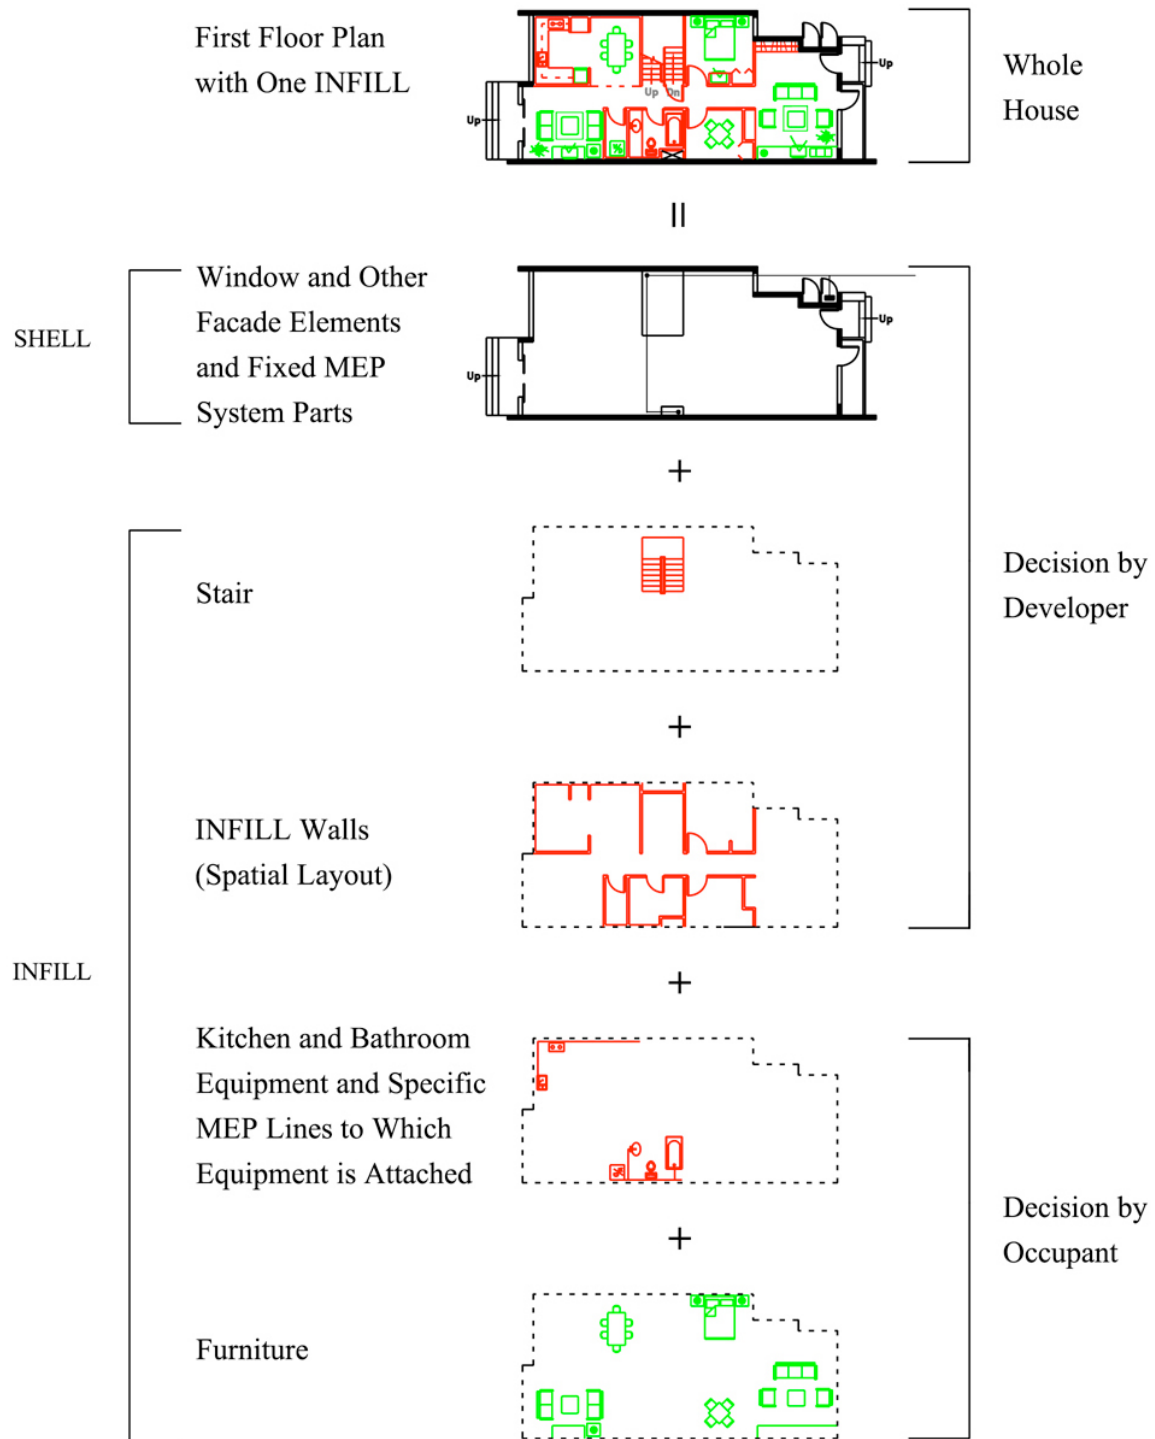 First Floor Plan
with One INFILL
Up
Dn
Up
Up
Whole
House
=
SHELL
Window and Other
Facade Elements
and Fixed MEP
System Parts
Up
Up
+
Stair
Decision by
Developer
+
INFILL Walls
(Spatial Layout)
INFILL
+
Kitchen and Bathroom
Equipment and Specific
MEP Lines to Which
Equipment is Attached
+
Decision by
Occupant
Furniture